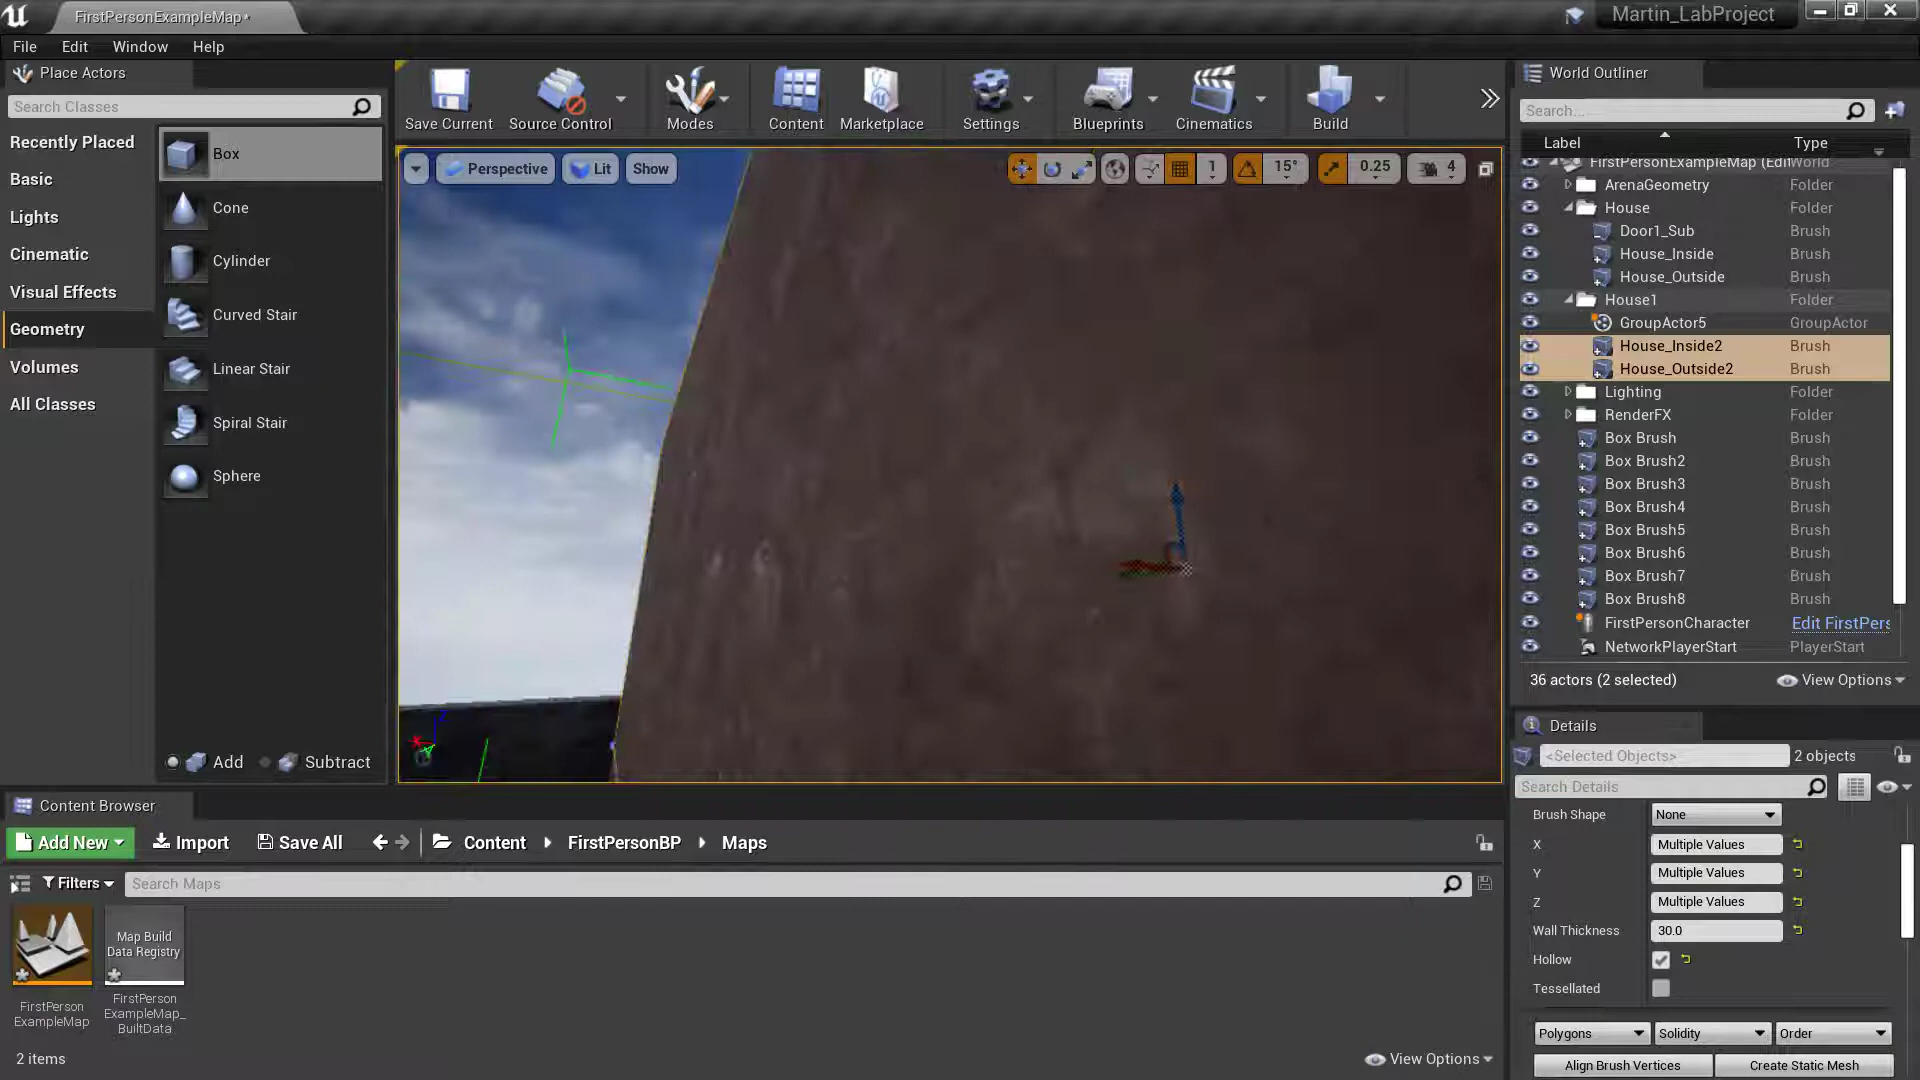 FirstPersonExampleMap*
Martin_LabProject
File Edit Window Help
Place Actors
Search Classes
Recently Placed
Basic
Lights
Cinematic
Visual Effects
Geometry
Volumes
All Classes
Box
Cone
Cylinder
Curved Stair
Linear Stair
Spiral Stair
Sphere
Add Subtract
Save Current Source Control Modes Content Marketplace Settings Blueprints Cinematics Build
Perspective Lit Show 1 15° 0.25 4
World Outliner
Search...
Label Type
FirstPersonExampleMap (Edit World
ArenaGeometry Folder
House Folder
Door1_Sub Brush
House_Inside Brush
House_Outside Brush
House1 Folder
GroupActor5 GroupActor
House_Inside2 Brush
House_Outside2 Brush
Lighting Folder
RenderFX Folder
Box Brush Brush
Box Brush2 Brush
Box Brush3 Brush
Box Brush4 Brush
Box Brush5 Brush
Box Brush6 Brush
Box Brush7 Brush
Box Brush8 Brush
FirstPersonCharacter Edit FirstPers
NetworkPlayerStart PlayerStart
36 actors (2 selected) View Options
Details
<Selected Objects> 2 objects
Search Details
Brush Shape None
X Multiple Values
Y Multiple Values
Z Multiple Values
Wall Thickness 30.0
Hollow
Tessellated
Polygons Solidity Order
Align Brush Vertices Create Static Mesh
Content Browser
Add New Import Save All Content FirstPersonBP Maps
Filters Search Maps
Map Build
Data Registry
FirstPerson
ExampleMap
FirstPerson
ExampleMap_
BuiltData
2 items View Options